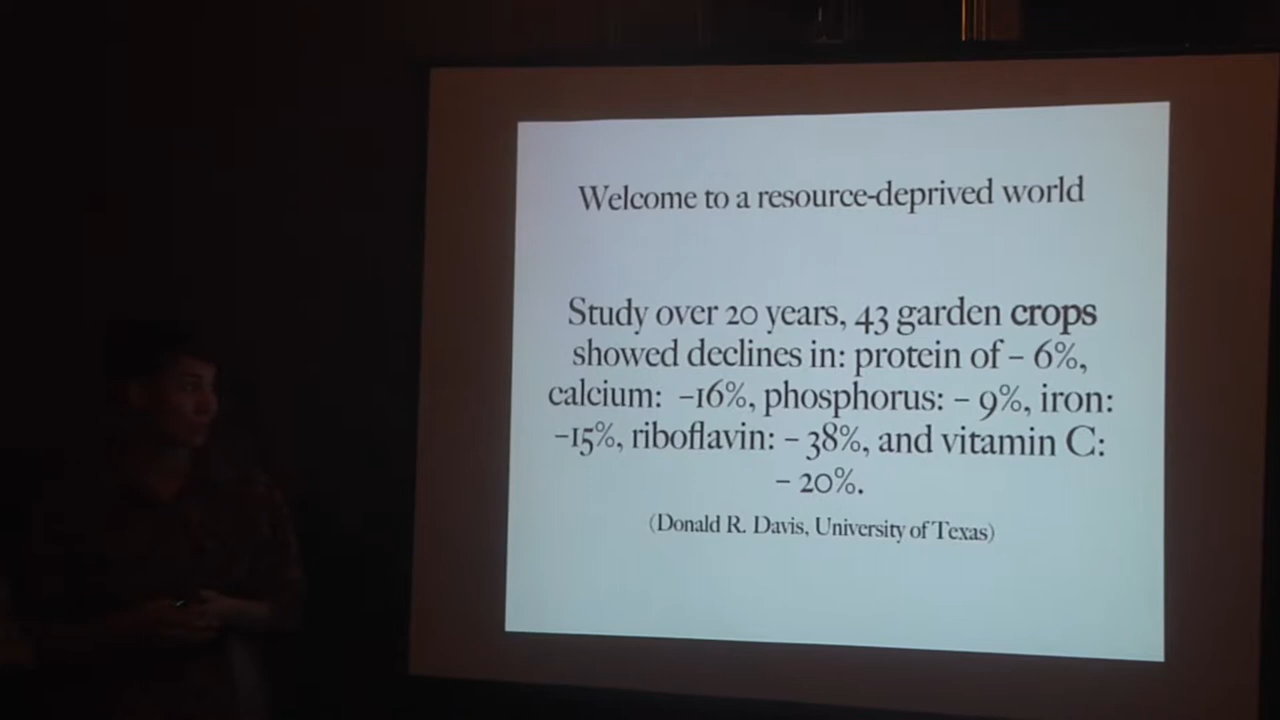 Welcome to a resource-deprived world
Study over 20 years, 43 garden crops
showed declines in: protein of – 6%,
calcium: –16%, phosphorus: – 9%, iron:
–15%, riboflavin: – 38%, and vitamin C:
– 20%.
(Donald R. Davis, University of Texas)